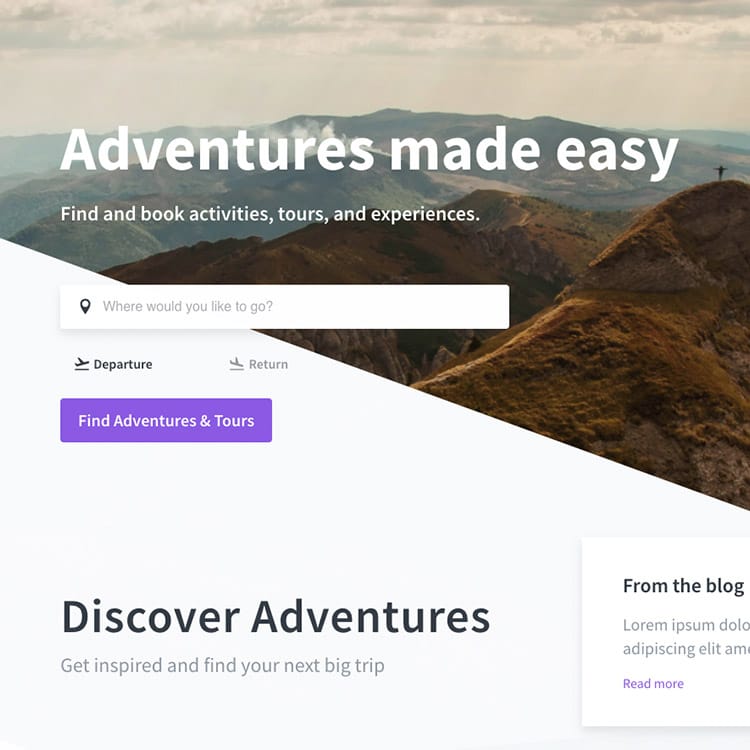 Adventures made easy
Find and book activities, tours, and experiences.
Where would you like to go?
Departure Return
Find Adventures & Tours
Discover Adventures
Get inspired and find your next big trip
From the blog
Lorem ipsum dolo
adipiscing elit ame
Read more